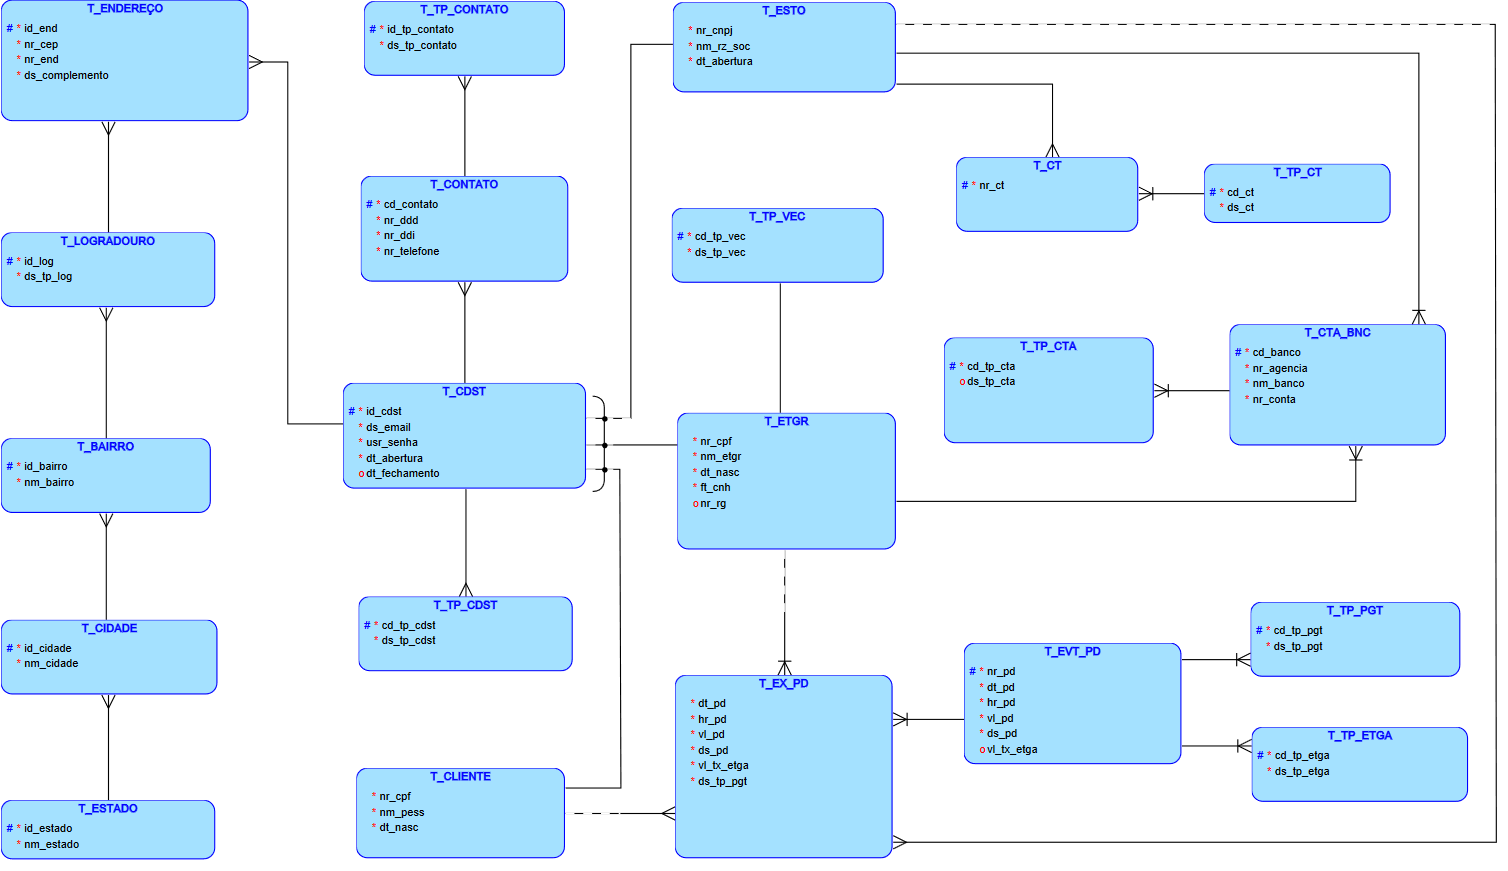 T_ENDEREÇO
# * id_end
* nr_cep
* nr_end
* ds_complemento
T_LOGRADOURO
# * id_log
* ds_tp_log
T_BAIRRO
# * id_bairro
* nm_bairro
T_CIDADE
# * id_cidade
* nm_cidade
T_ESTADO
# * id_estado
* nm_estado
T_TP_CONTATO
# * id_tp_contato
* ds_tp_contato
T_CONTATO
# * cd_contato
* nr_ddd
* nr_ddi
* nr_telefone
T_CDST
# * id_cdst
* ds_email
* usr_senha
* dt_abertura
o dt_fechamento
T_TP_CDST
# * cd_tp_cdst
* ds_tp_cdst
T_CLIENTE
* nr_cpf
* nm_pess
* dt_nasc
T_ESTO
* nr_cnpj
* nm_rz_soc
* dt_abertura
T_TP_VEC
# * cd_tp_vec
* ds_tp_vec
T_ETGR
* nr_cpf
* nm_etgr
* dt_nasc
* ft_cnh
o nr_rg
T_EX_PD
* dt_pd
* hr_pd
* vl_pd
* ds_pd
* vl_tx_etga
* ds_tp_pgt
T_CT
# * nr_ct
T_TP_CT
# * cd_ct
* ds_ct
T_TP_CTA
# * cd_tp_cta
o ds_tp_cta
T_CTA_BNC
# * cd_banco
* nr_agencia
* nm_banco
* nr_conta
T_EVT_PD
# * nr_pd
* dt_pd
* hr_pd
* vl_pd
* ds_pd
o vl_tx_etga
T_TP_PGT
# * cd_tp_pgt
* ds_tp_pgt
T_TP_ETGA
# * cd_tp_etga
* ds_tp_etga